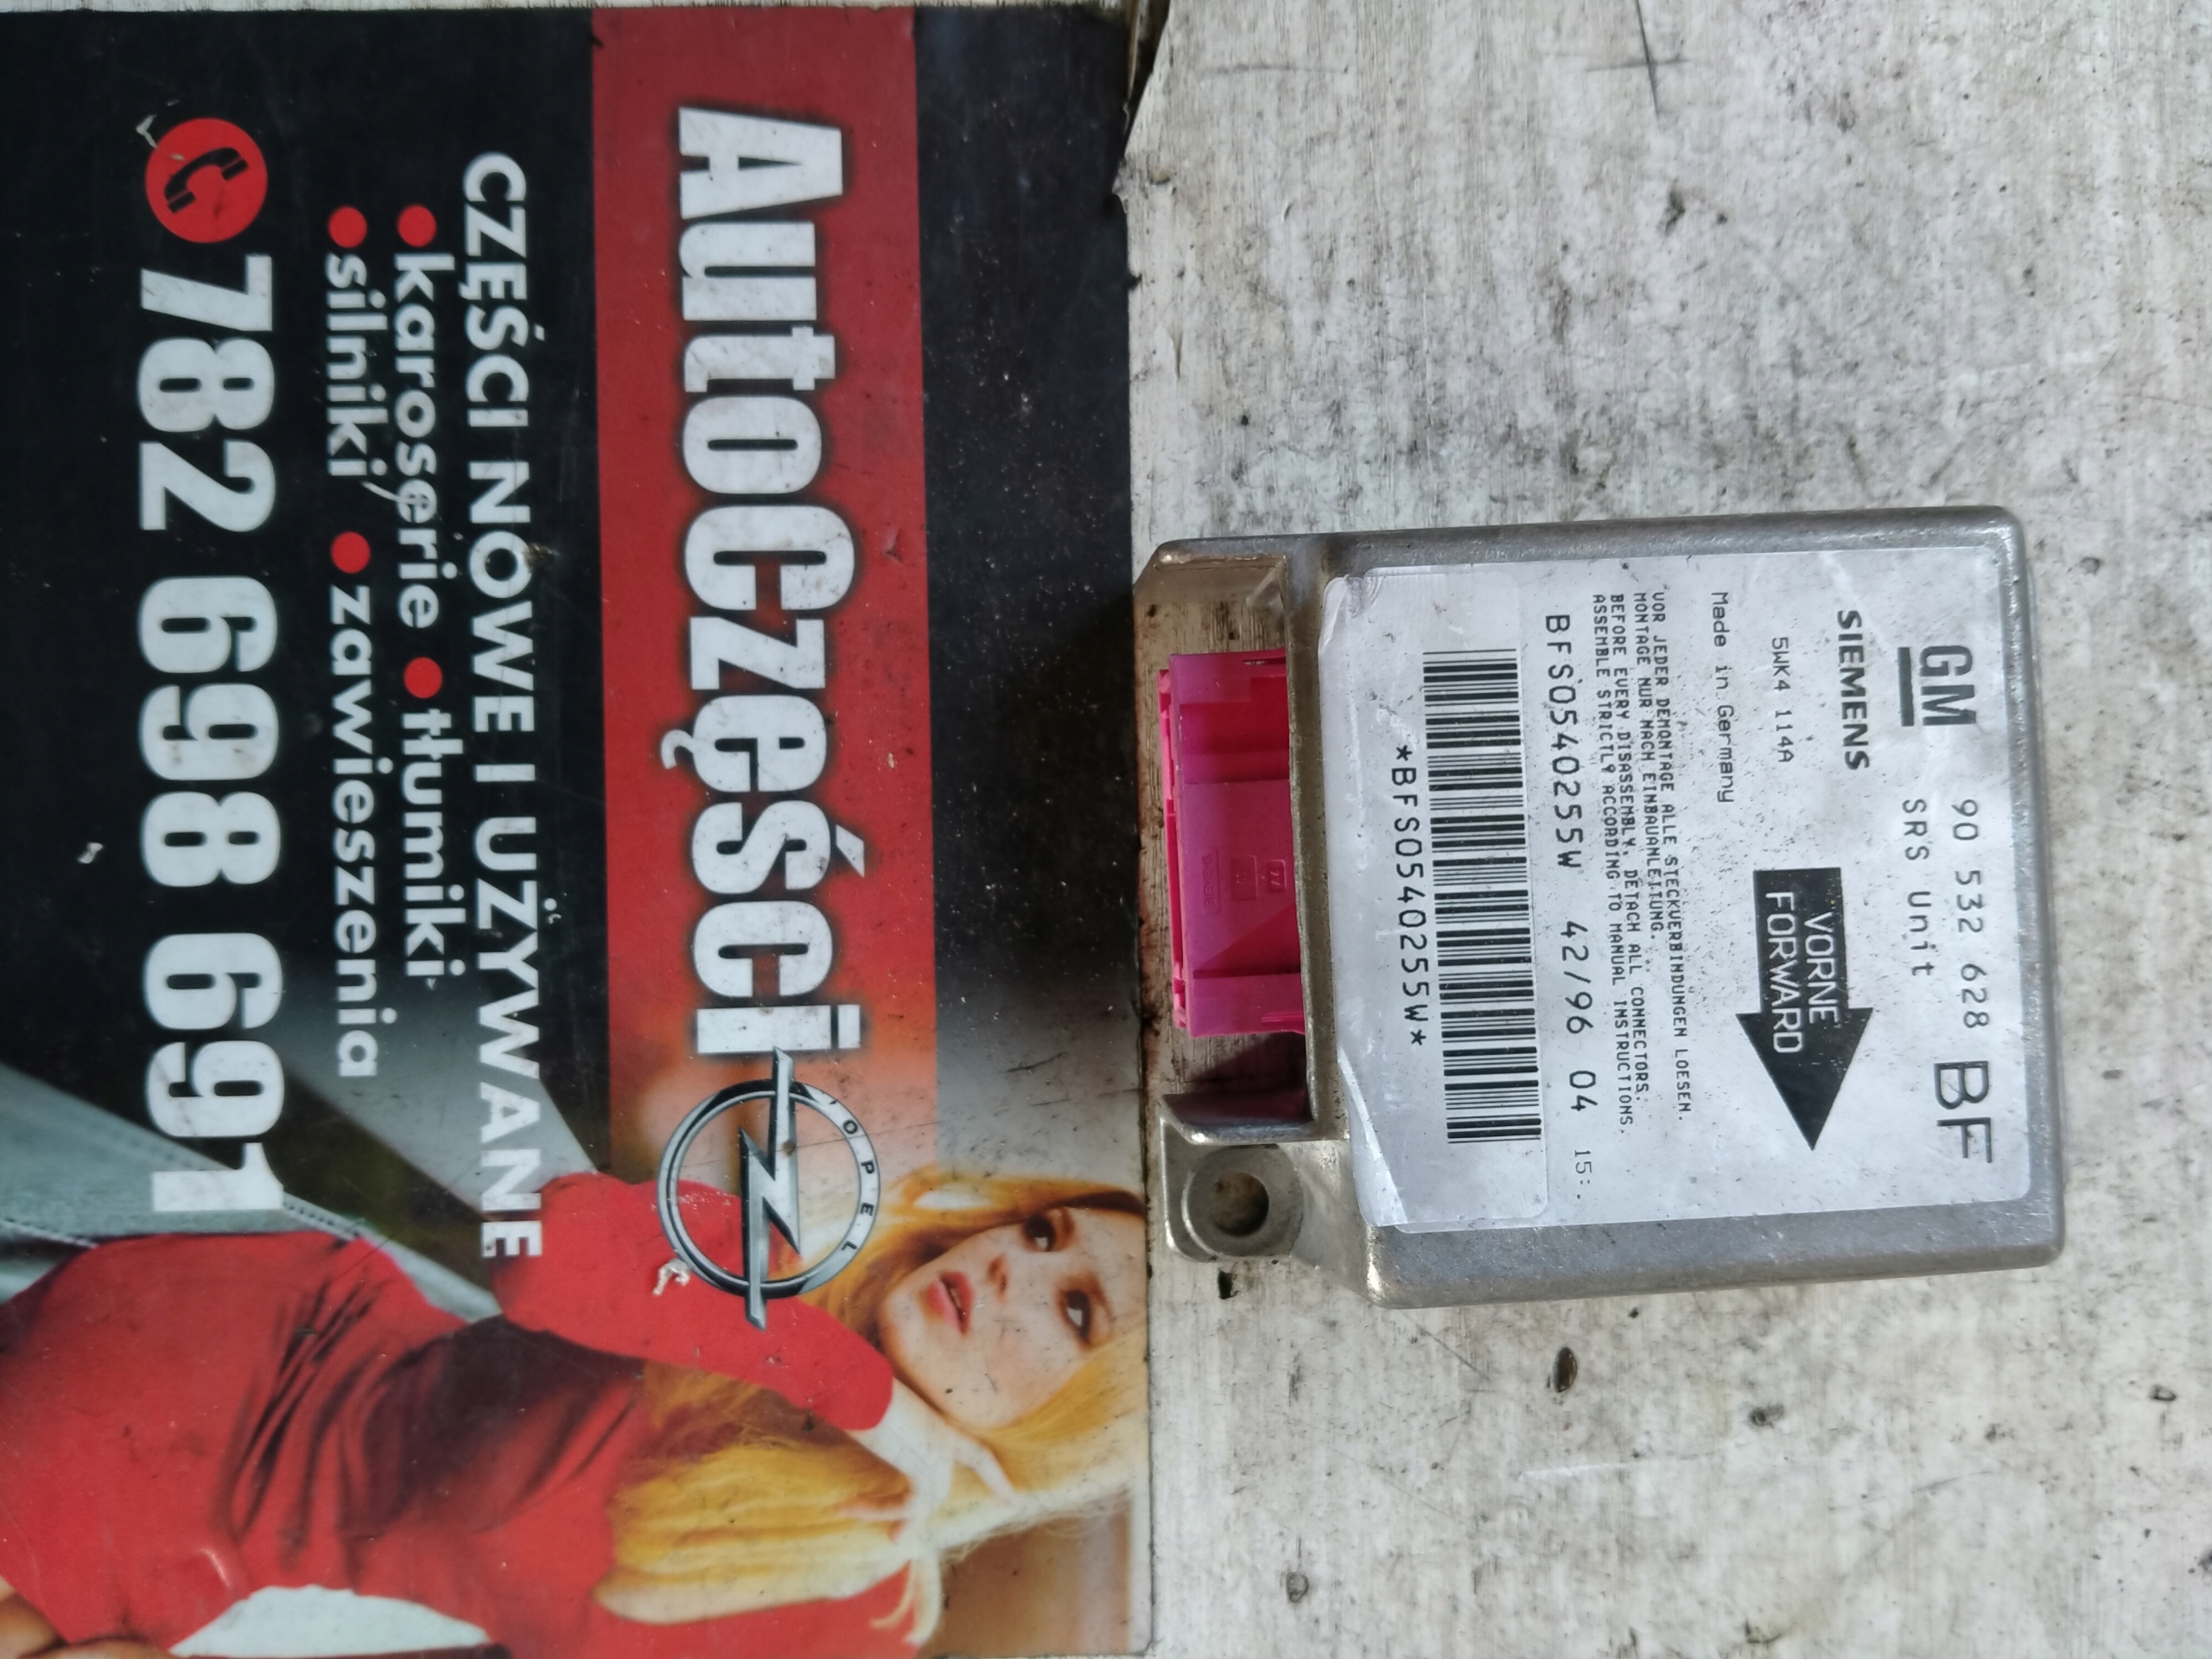 AutoCzęści
OPEL
CZĘŚCI NOWE I UŻYWANE
karoserie tłumiki
silniki zawieszenia
782 698 691
GM 90 532 628 BF
SRS Unit
SIEMENS
5WK4 114A
VORNE
FORWARD
Made in Germany
VOR JEDER DEMONTAGE ALLE STECKVERBINDUNGEN LOESEN.
MONTAGE NUR NACH EINBAUANLEITUNG.
BEFORE EVERY DISASSEMBLY, DETACH ALL CONNECTORS.
ASSEMBLE STRICTLY ACCORDING TO MANUAL INSTRUCTIONS.
BFS0540255W 42/96 04
*BFS0540255W*